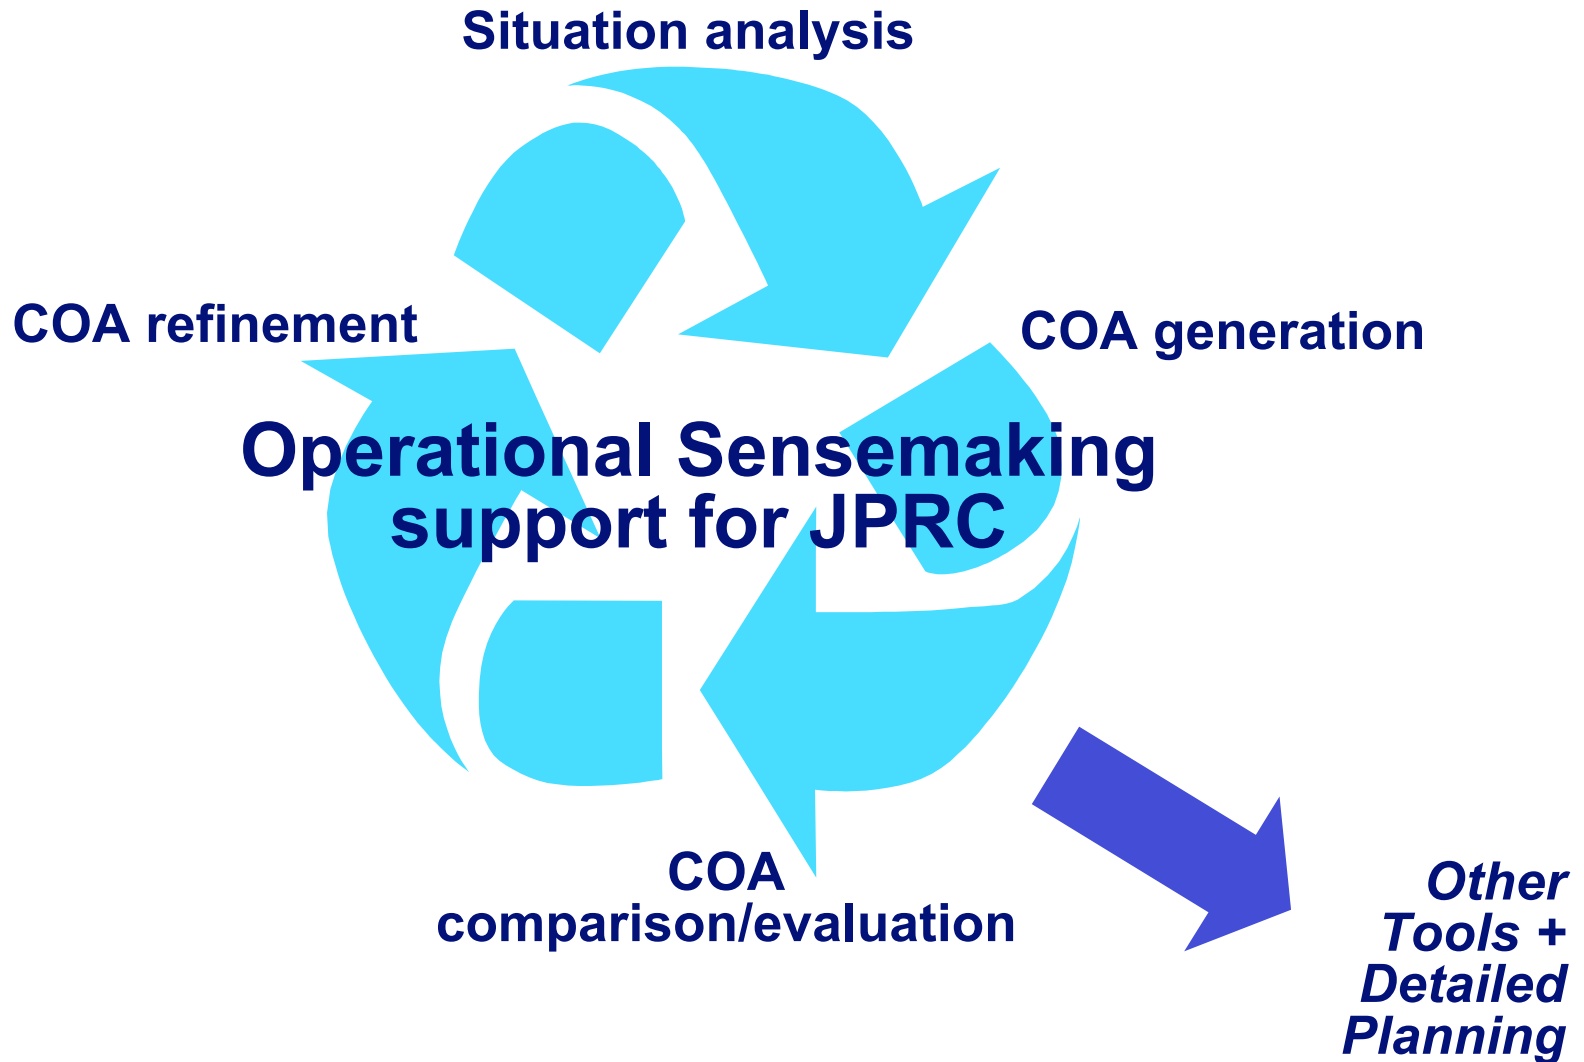 Situation analysis
COA refinement
COA generation
Operational Sensemaking
support for JPRC
COA
comparison/evaluation
Other
Tools +
Detailed
Planning